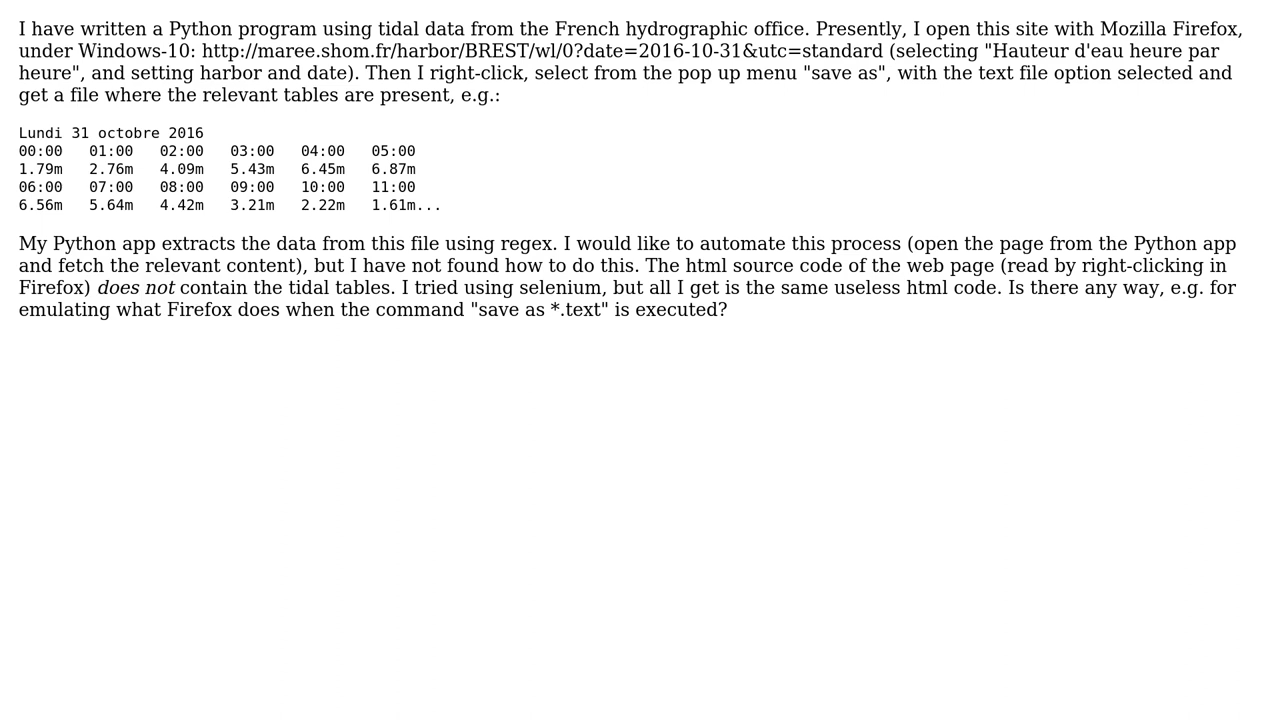 I have written a Python program using tidal data from the French hydrographic office. Presently, I open this site with Mozilla Firefox,
under Windows-10: http://maree.shom.fr/harbor/BREST/wl/0?date=2016-10-31&utc=standard (selecting "Hauteur d'eau heure par
heure", and setting harbor and date). Then I right-click, select from the pop up menu "save as", with the text file option selected and
get a file where the relevant tables are present, e.g.:
Lundi 31 octobre 2016
00:00   01:00   02:00   03:00   04:00   05:00
1.79m   2.76m   4.09m   5.43m   6.45m   6.87m
06:00   07:00   08:00   09:00   10:00   11:00
6.56m   5.64m   4.42m   3.21m   2.22m   1.61m...
My Python app extracts the data from this file using regex. I would like to automate this process (open the page from the Python app
and fetch the relevant content), but I have not found how to do this. The html source code of the web page (read by right-clicking in
Firefox) does not contain the tidal tables. I tried using selenium, but all I get is the same useless html code. Is there any way, e.g. for
emulating what Firefox does when the command "save as *.text" is executed?